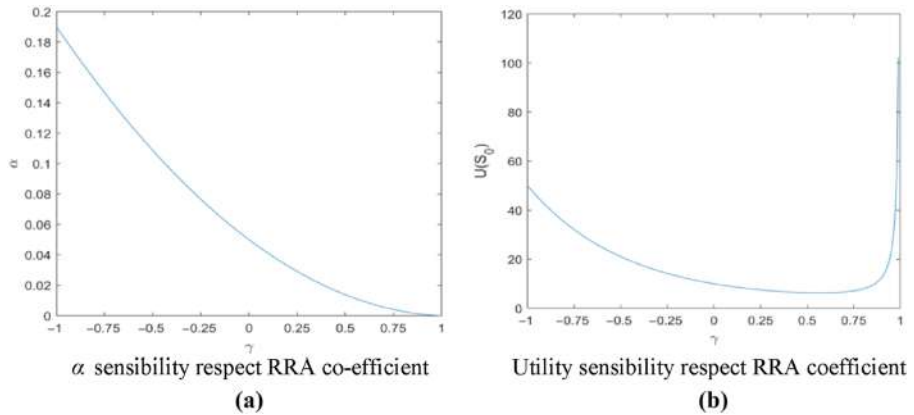 0.2
0.18
0.16
0.14
0.12
0.1
0.08
0.06
0.04
0.02
0
α
-1 -0.75 -0.5 -0.25 0 0.25 0.5 0.75 1
γ
α sensibility respect RRA co-efficient
(a)
120
100
80
60
40
20
0
U(S₀)
-1 -0.75 -0.5 -0.25 0 0.25 0.5 0.75 1
γ
Utility sensibility respect RRA coefficient
(b)